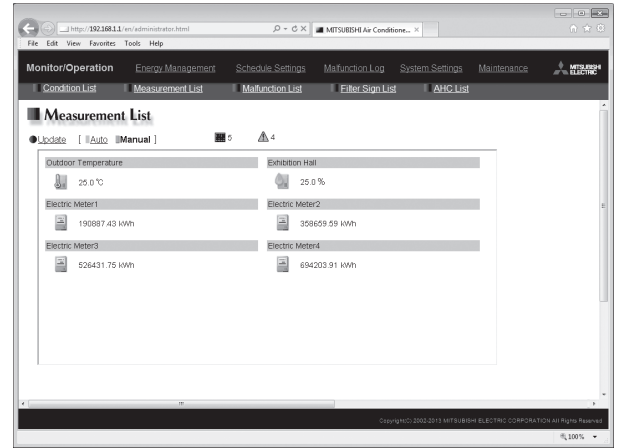 http://192.168.1.1/en/administrator.html
MITSUBISHI Air Conditione...
File Edit View Favorites Tools Help
Monitor/Operation Energy Management Schedule Settings Malfunction Log System Settings Maintenance MITSUBISHI ELECTRIC
Condition List Measurement List Malfunction List Filter Sign List AHC List
Measurement List
Update [ Auto Manual ] 5 4
Outdoor Temperature Exhibition Hall
25.0 °C 25.0 %
Electric Meter1 Electric Meter2
190887.43 kWh 358659.59 kWh
Electric Meter3 Electric Meter4
526431.75 kWh 694203.91 kWh
Copyright(C) 2002-2013 MITSUBISHI ELECTRIC CORPORATION All Rights Reserved
100%